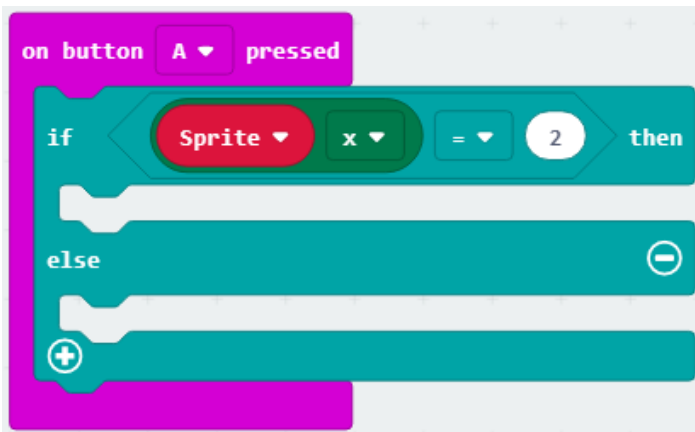 on button A pressed
if Sprite x = 2 then
else